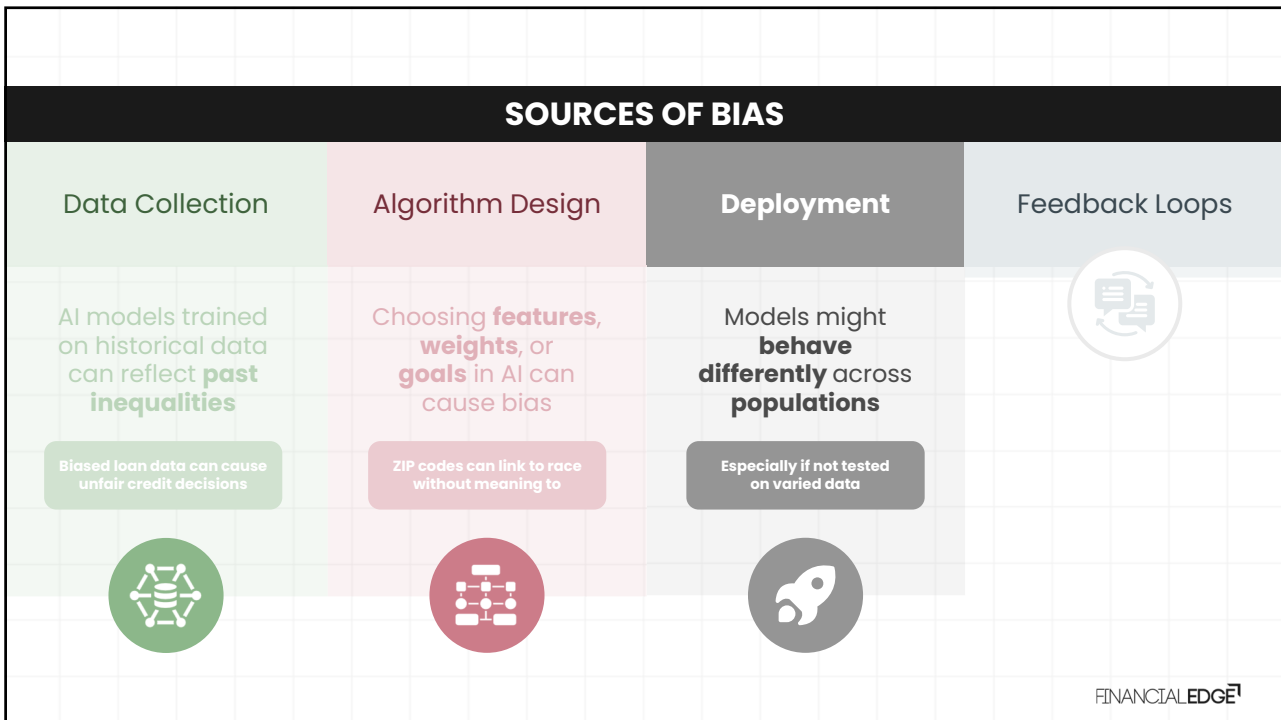 SOURCES OF BIAS
Data Collection
AI models trained
on historical data
can reflect past
inequalities
Biased loan data can cause
unfair credit decisions
Algorithm Design
Choosing features,
weights, or
goals in AI can
cause bias
ZIP codes can link to race
without meaning to
Deployment
Models might
behave
differently across
populations
Especially if not tested
on varied data
Feedback Loops
FINANCIALEDGE